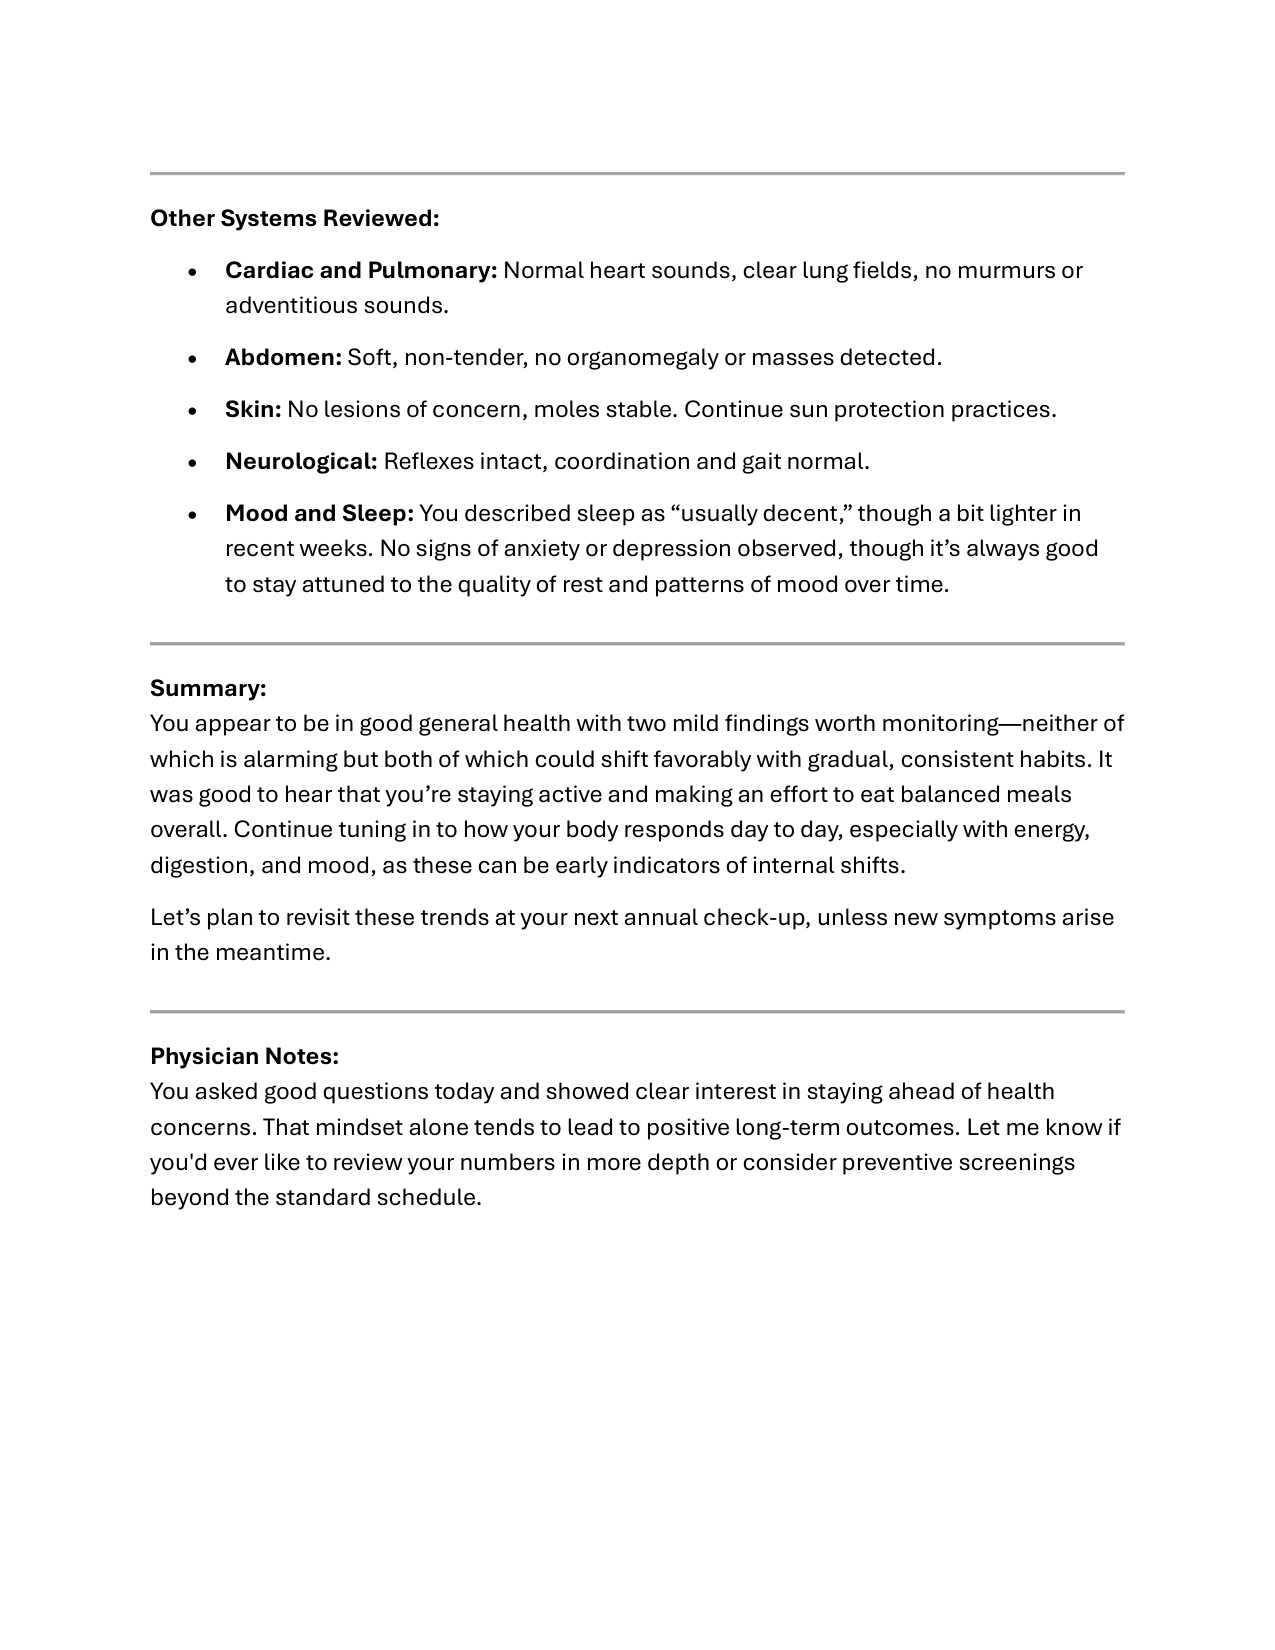 Other Systems Reviewed:
• Cardiac and Pulmonary: Normal heart sounds, clear lung fields, no murmurs or
adventitious sounds.
• Abdomen: Soft, non-tender, no organomegaly or masses detected.
• Skin: No lesions of concern, moles stable. Continue sun protection practices.
• Neurological: Reflexes intact, coordination and gait normal.
• Mood and Sleep: You described sleep as “usually decent,” though a bit lighter in
recent weeks. No signs of anxiety or depression observed, though it’s always good
to stay attuned to the quality of rest and patterns of mood over time.
Summary:
You appear to be in good general health with two mild findings worth monitoring—neither of
which is alarming but both of which could shift favorably with gradual, consistent habits. It
was good to hear that you’re staying active and making an effort to eat balanced meals
overall. Continue tuning in to how your body responds day to day, especially with energy,
digestion, and mood, as these can be early indicators of internal shifts.
Let’s plan to revisit these trends at your next annual check-up, unless new symptoms arise
in the meantime.
Physician Notes:
You asked good questions today and showed clear interest in staying ahead of health
concerns. That mindset alone tends to lead to positive long-term outcomes. Let me know if
you'd ever like to review your numbers in more depth or consider preventive screenings
beyond the standard schedule.